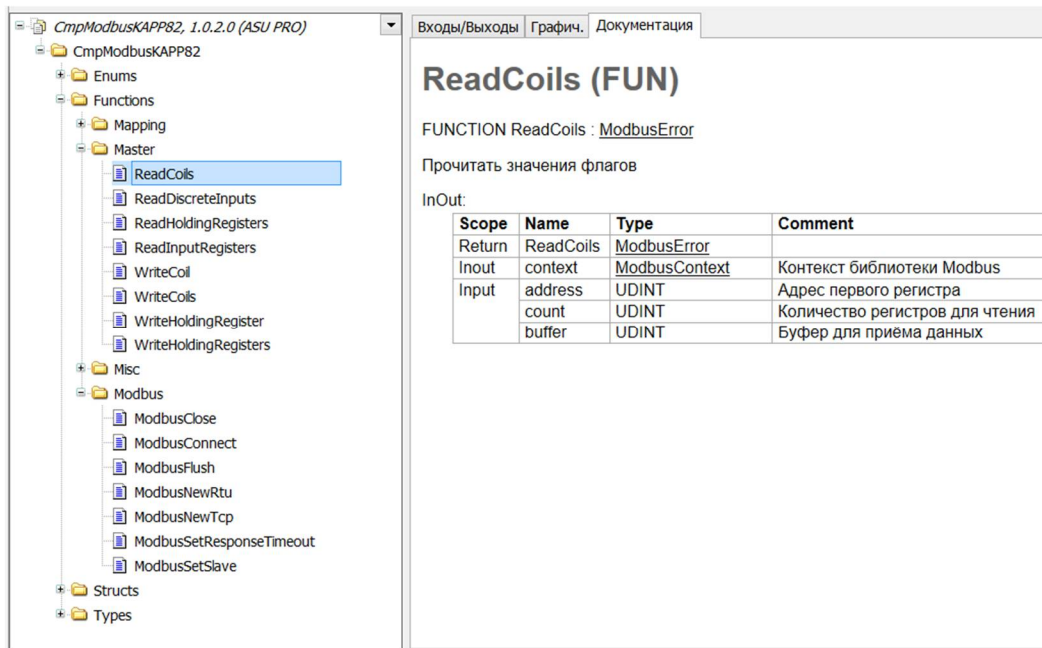 CmpModbusKAPP82, 1.0.2.0 (ASU PRO)
CmpModbusKAPP82
Enums
Functions
Mapping
Master
ReadCoils
ReadDiscreteInputs
ReadHoldingRegisters
ReadInputRegisters
WriteCoil
WriteCoils
WriteHoldingRegister
WriteHoldingRegisters
Misc
Modbus
ModbusClose
ModbusConnect
ModbusFlush
ModbusNewRtu
ModbusNewTcp
ModbusSetResponseTimeout
ModbusSetSlave
Structs
Types
Входы/Выходы Графич. Документация
ReadCoils (FUN)
FUNCTION ReadCoils : ModbusError
Прочитать значения флагов
InOut:
Scope Name Type Comment
Return ReadCoils ModbusError
Inout context ModbusContext Контекст библиотеки Modbus
Input address UDINT Адрес первого регистра
count UDINT Количество регистров для чтения
buffer UDINT Буфер для приёма данных